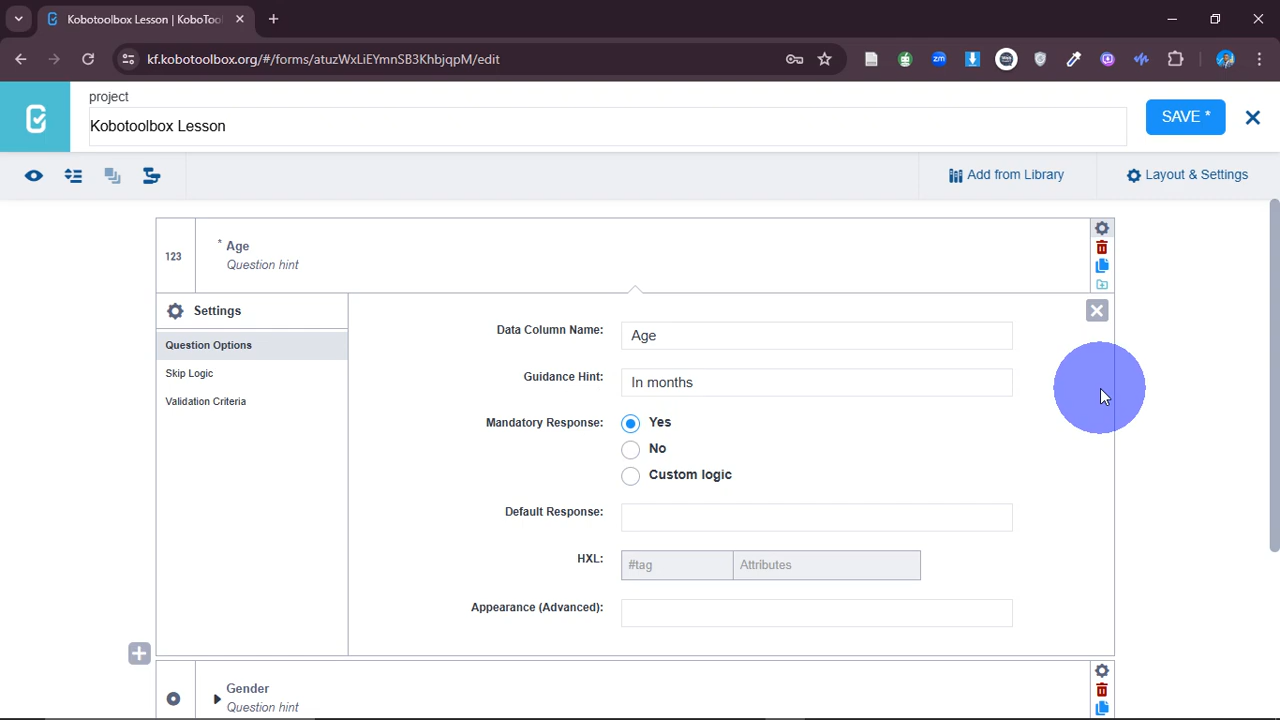 Kobotoolbox Lesson | KoboToo
kf.kobotoolbox.org/#/forms/atuzWxLiEYmnSB3KhbjqpM/edit
zm
project
Kobotoolbox Lesson
SAVE *
Add from Library
Layout & Settings
123
* Age
Question hint
Settings
Question Options
Skip Logic
Validation Criteria
Data Column Name:
Age
Guidance Hint:
In months
Mandatory Response:
Yes
No
Custom logic
Default Response:
HXL:
#tag
Attributes
Appearance (Advanced):
Gender
Question hint